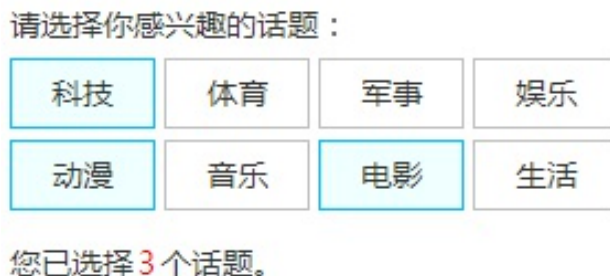 请选择你感兴趣的话题：
科技 体育 军事 娱乐
动漫 音乐 电影 生活
您已选择3个话题。